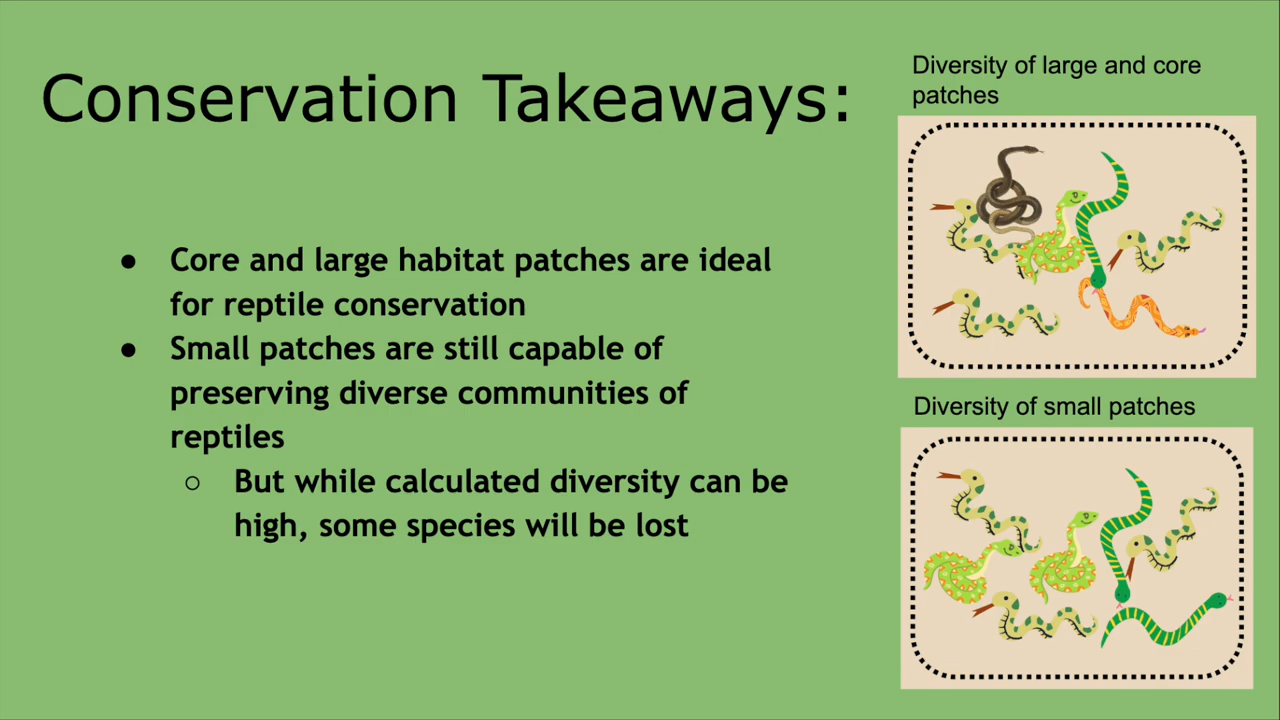 Conservation Takeaways:
● Core and large habitat patches are ideal
for reptile conservation
● Small patches are still capable of
preserving diverse communities of
reptiles
○ But while calculated diversity can be
high, some species will be lost
Diversity of large and core
patches
Diversity of small patches